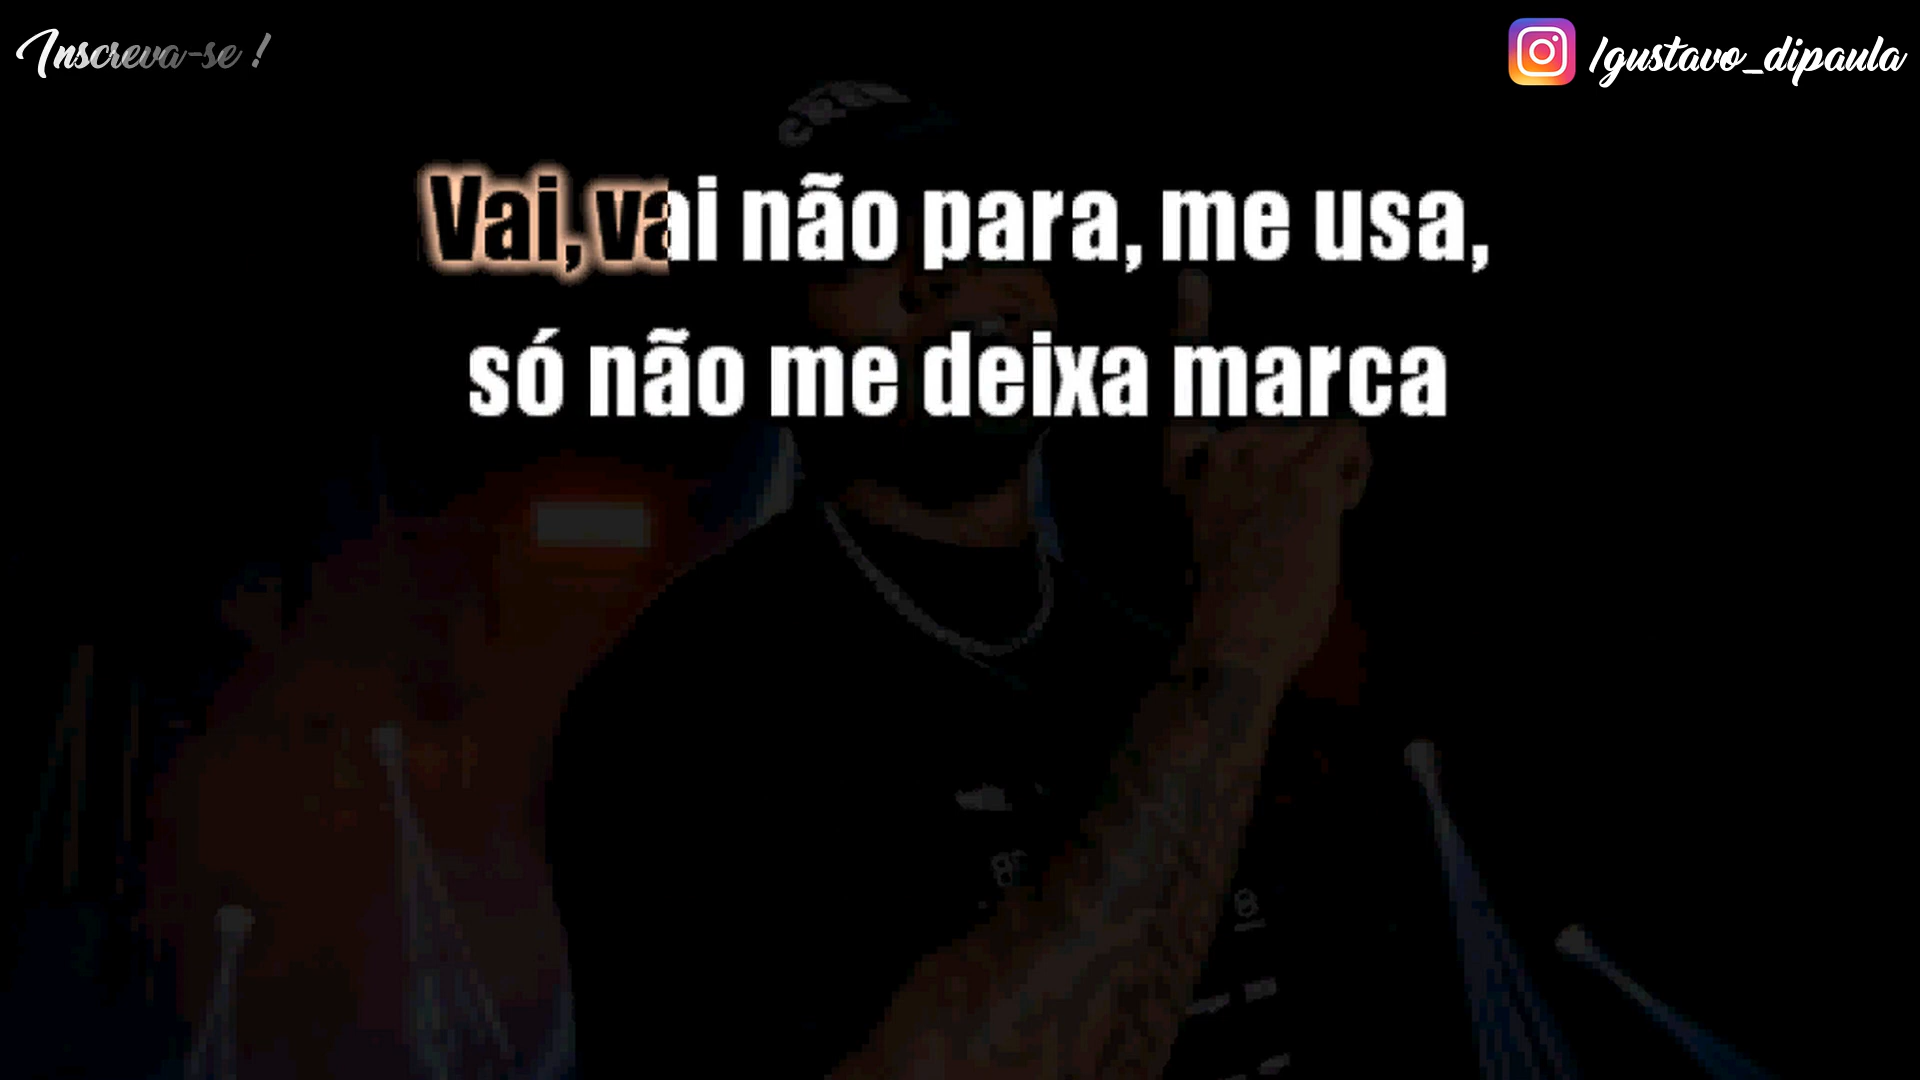 Inscreva-se !
/gustavo_dipaula
Vai, vai não para, me usa,
só não me deixa marca